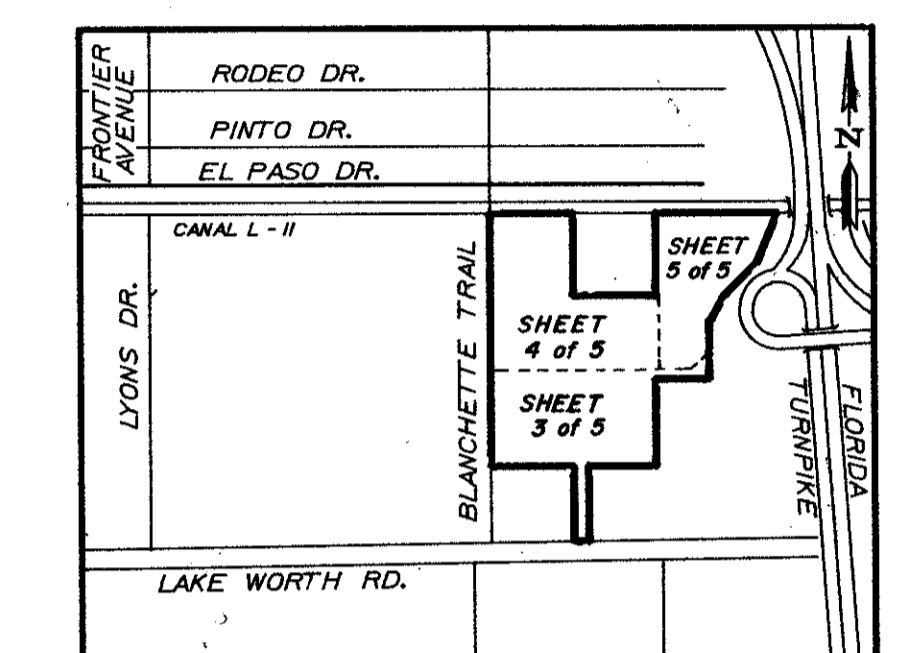 FRONTIER
AVENUE
RODEO DR.
PINTO DR.
EL PASO DR.
N
CANAL L-11
SHEET
5 of 5
LYONS DR.
BLANCHETTE TRAIL
SHEET
4 of 5
SHEET
3 of 5
FLORIDA
TURNPIKE
LAKE WORTH RD.